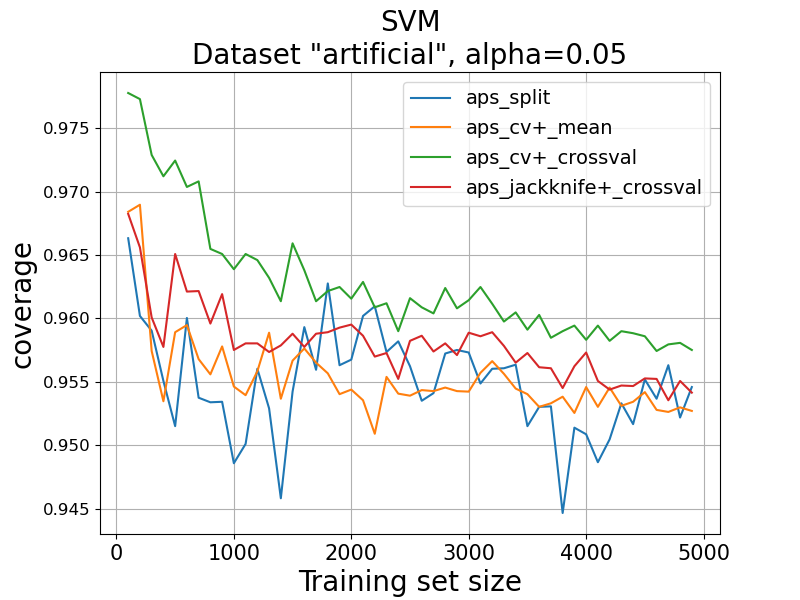 SVM
Dataset "artificial", alpha=0.05
aps_split
aps_cv+_mean
aps_cv+_crossval
aps_jackknife+_crossval
coverage
0.975
0.970
0.965
0.960
0.955
0.950
0.945
0 1000 2000 3000 4000 5000
Training set size